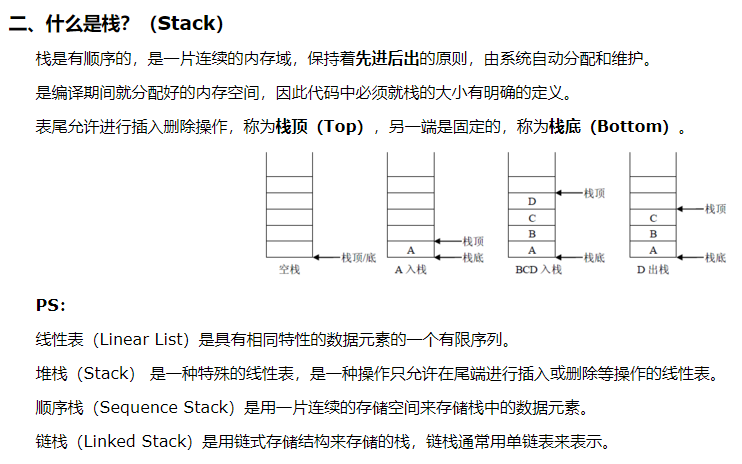 二、什么是栈？（Stack）
栈是有顺序的，是一片连续的内存域，保持着先进后出的原则，由系统自动分配和维护。
是编译期间就分配好的内存空间，因此代码中必须就栈的大小有明确的定义。
表尾允许进行插入删除操作，称为栈顶（Top），另一端是固定的，称为栈底（Bottom）。
栈顶/底
空栈
A
栈顶
栈底
A 入栈
D
C
B
A
栈顶
栈底
BCD 入栈
C
B
A
栈顶
栈底
D 出栈
PS：
线性表（Linear List）是具有相同特性的数据元素的一个有限序列。
堆栈（Stack） 是一种特殊的线性表，是一种操作只允许在尾端进行插入或删除等操作的线性表。
顺序栈（Sequence Stack）是用一片连续的存储空间来存储栈中的数据元素。
链栈（Linked Stack）是用链式存储结构来存储的栈，链栈通常用单链表来表示。